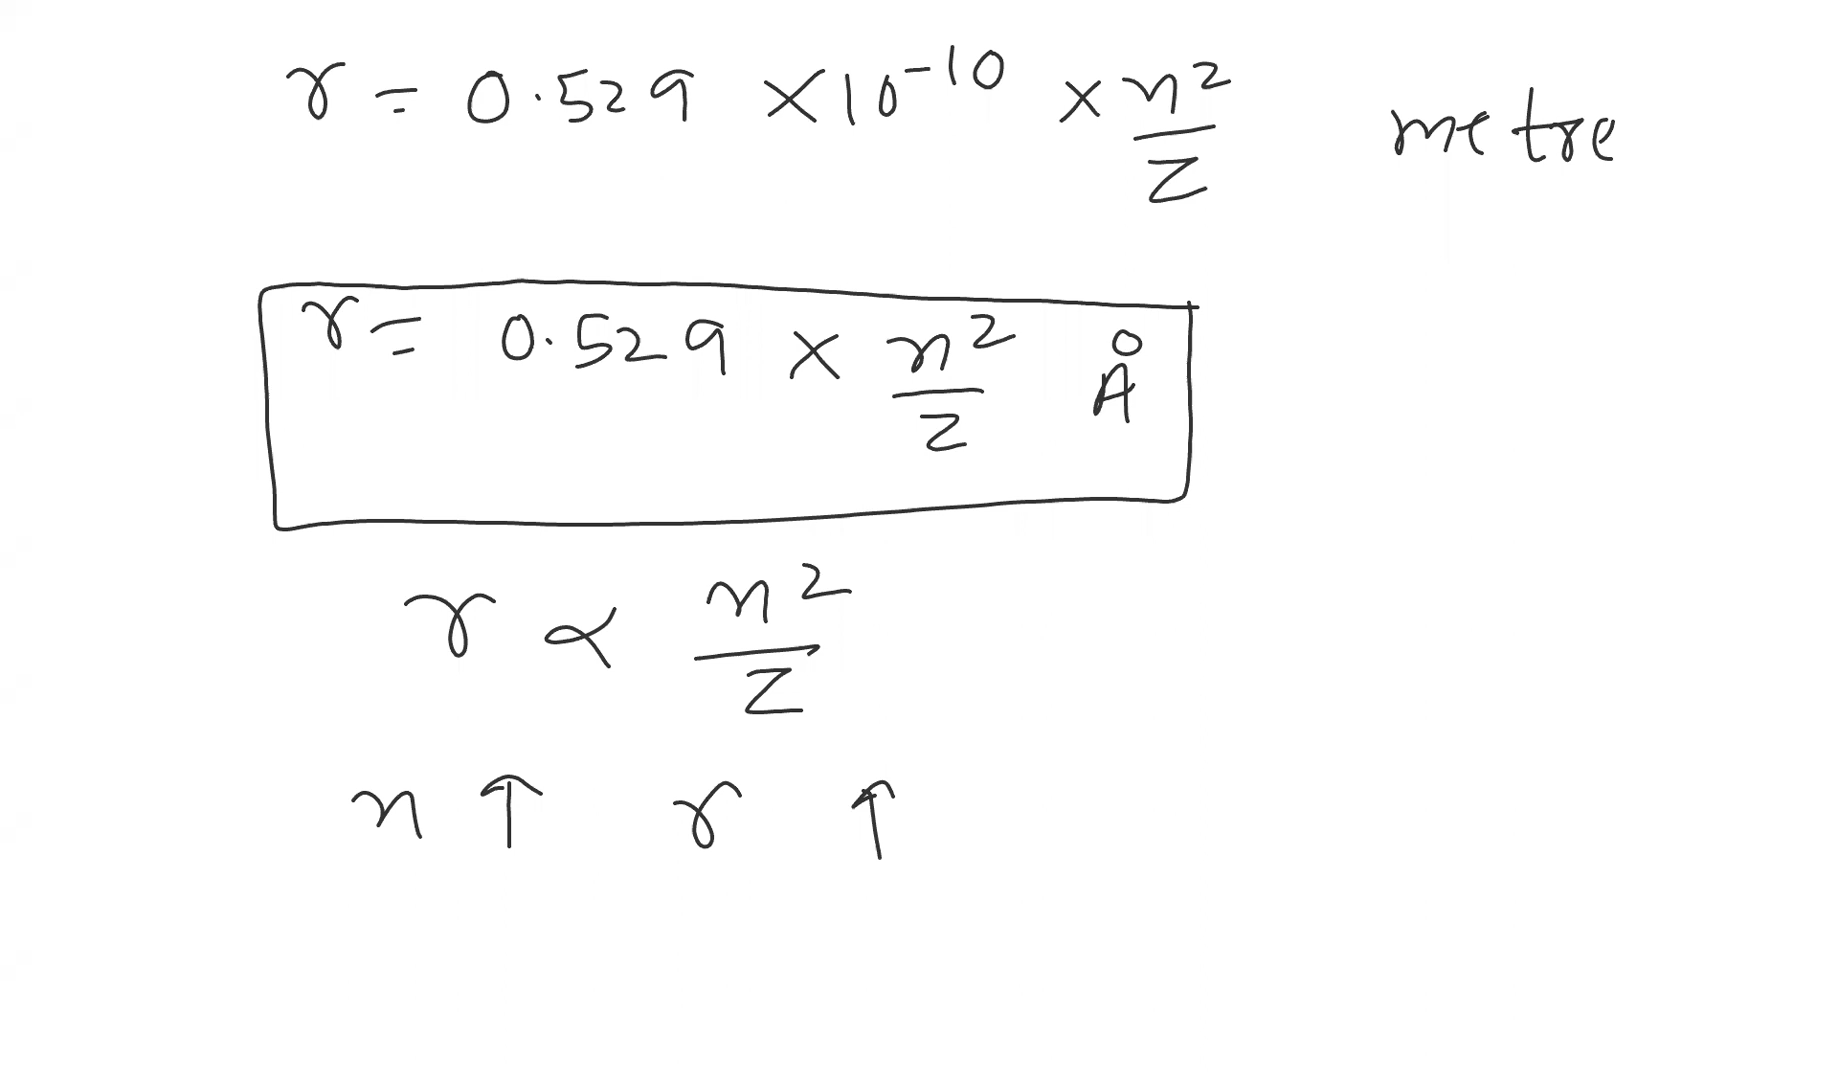 r = 0.529 × 10⁻¹⁰ × n²/Z metre
r = 0.529 × n²/Z Å
r ∝ n²/Z
n ↑ r ↑